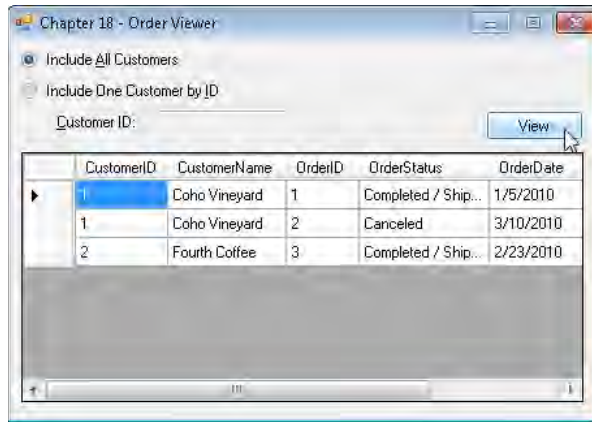 Chapter 18 - Order Viewer
Include All Customers
Include One Customer by ID
Customer ID:
View
CustomerID CustomerName OrderID OrderStatus OrderDate
1 Coho Vineyard 1 Completed / Ship... 1/5/2010
1 Coho Vineyard 2 Canceled 3/10/2010
2 Fourth Coffee 3 Completed / Ship... 2/23/2010